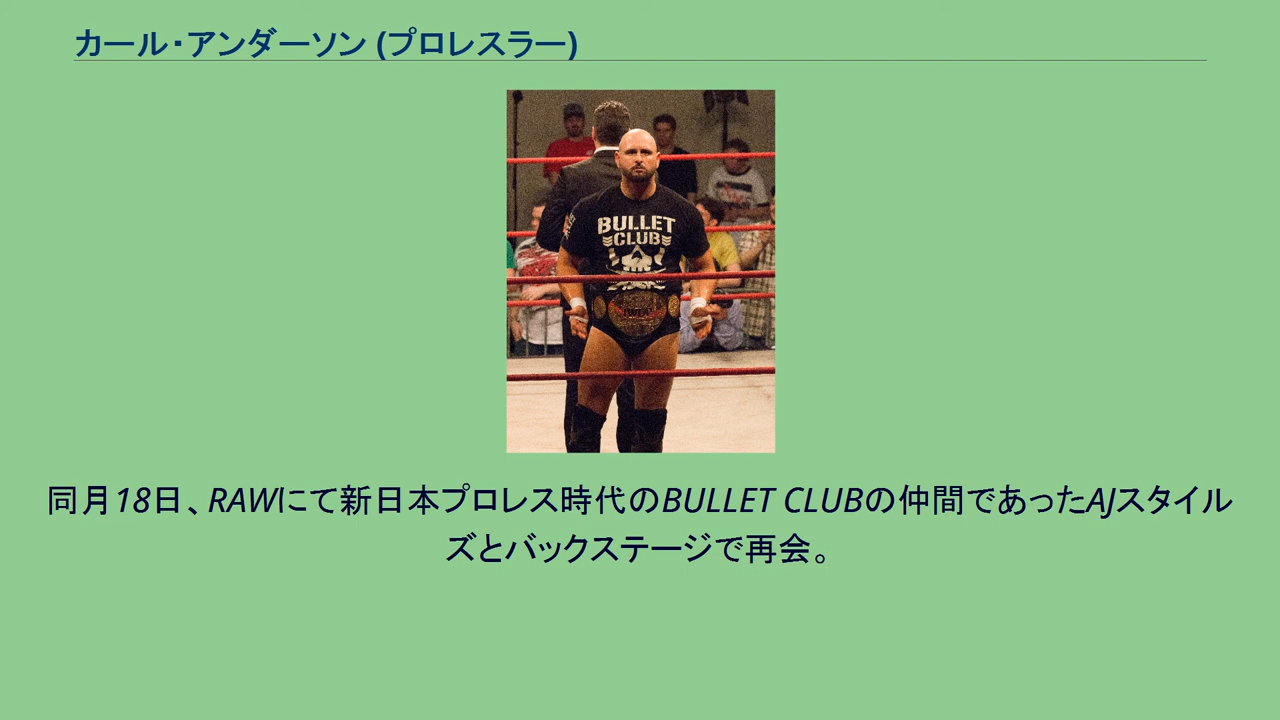 カール・アンダーソン (プロレスラー)
BULLET
CLUB
同月18日、RAWにて新日本プロレス時代のBULLET CLUBの仲間であったAJスタイル
ズとバックステージで再会。